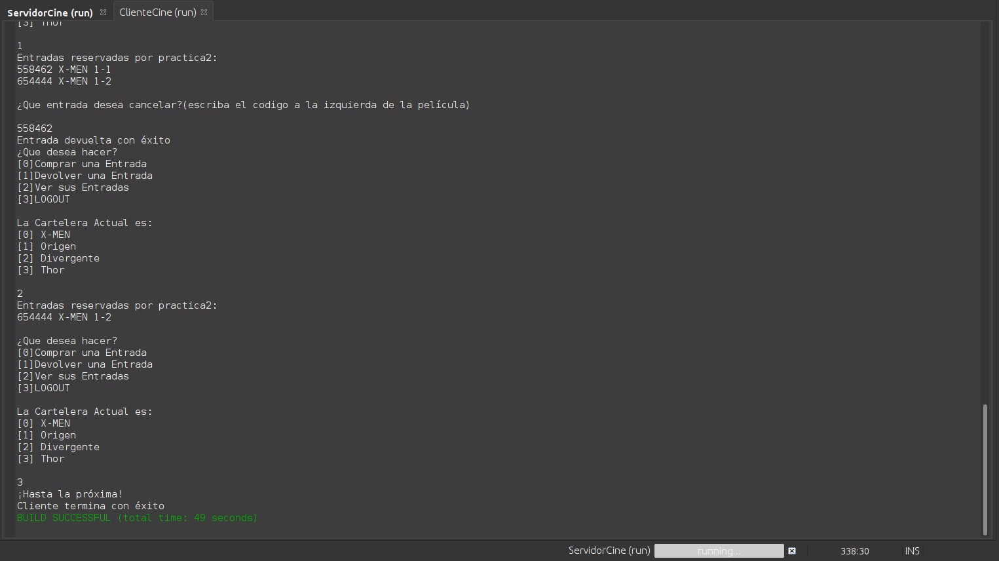 ServidorCine (run) ClienteCine (run)
[3] Thor
1
Entradas reservadas por practica2:
558462 X-MEN 1-1
654444 X-MEN 1-2
¿Que entrada desea cancelar?(escriba el codigo a la izquierda de la película)
558462
Entrada devuelta con éxito
¿Que desea hacer?
[0]Comprar una Entrada
[1]Devolver una Entrada
[2]Ver sus Entradas
[3]LOGOUT
La Cartelera Actual es:
[0] X-MEN
[1] Origen
[2] Divergente
[3] Thor
2
Entradas reservadas por practica2:
654444 X-MEN 1-2
¿Que desea hacer?
[0]Comprar una Entrada
[1]Devolver una Entrada
[2]Ver sus Entradas
[3]LOGOUT
La Cartelera Actual es:
[0] X-MEN
[1] Origen
[2] Divergente
[3] Thor
3
¡Hasta la próxima!
Cliente termina con éxito
BUILD SUCCESSFUL (total time: 49 seconds)
ServidorCine (run) running... 338:30 INS